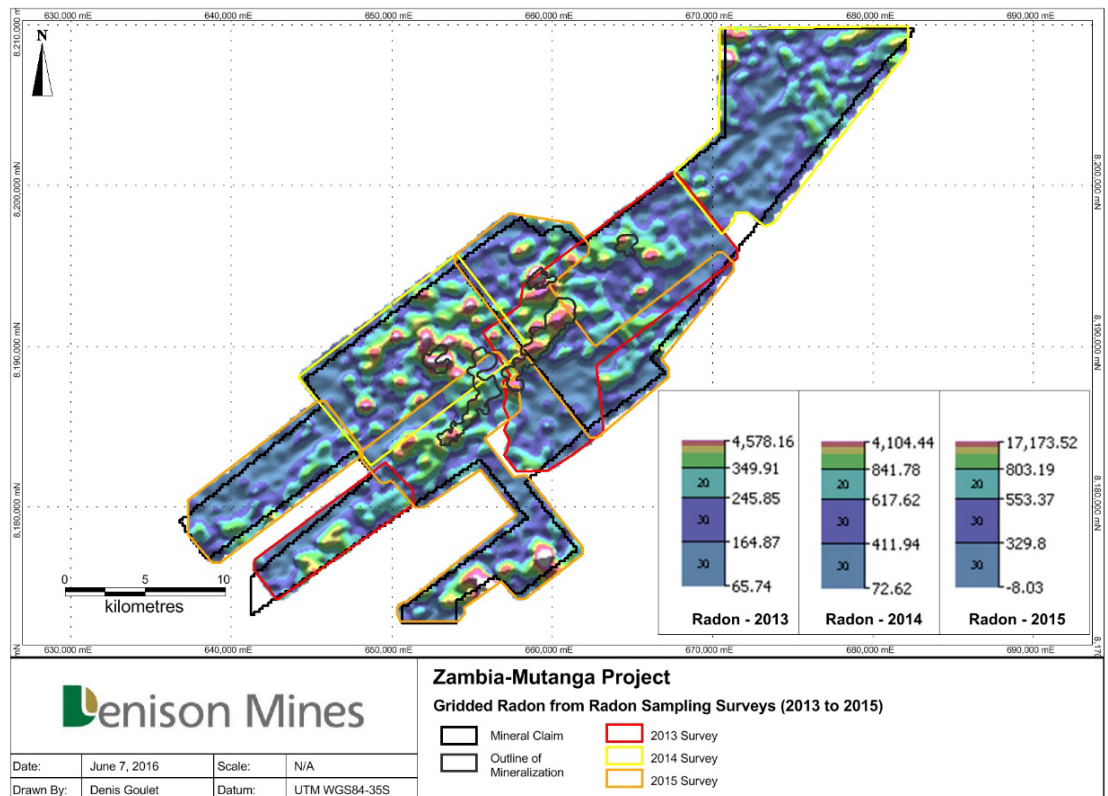 630,000 mE 640,000 mE 650,000 mE 660,000 mE 670,000 mE 680,000 mE 690,000 mE
8,210,000 mN
N
8,200,000 mN 8,200,000 mN
8,190,000 mN 8,190,000 mN
8,180,000 mN 8,180,000 mN
0 5 10
kilometres
4,578.16
349.91
20
245.85
30
164.87
30
65.74
Radon - 2013
4,104.44
841.78
20
617.62
30
411.94
30
72.62
Radon - 2014
17,173.52
803.19
20
553.37
30
329.8
30
-8.03
Radon - 2015
mN 8,170
630,000 mE 640,000 mE 650,000 mE 660,000 mE 670,000 mE 680,000 mE 690,000 mE
Denison Mines
Date: June 7, 2016 Scale: N/A
Drawn By: Denis Goulet Datum: UTM WGS84-35S
Zambia-Mutanga Project
Gridded Radon from Radon Sampling Surveys (2013 to 2015)
Mineral Claim
Outline of
Mineralization
2013 Survey
2014 Survey
2015 Survey